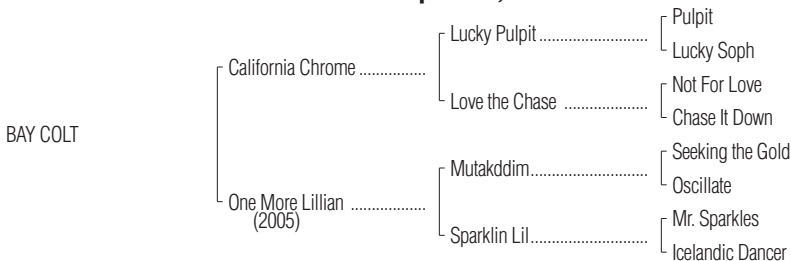 Pulpit
Lucky Pulpit
Lucky Soph
California Chrome
Not For Love
Love the Chase
Chase It Down
BAY COLT
Seeking the Gold
Mutakddim
Oscillate
One More Lillian
(2005)
Mr. Sparkles
Sparklin Lil
Icelandic Dancer